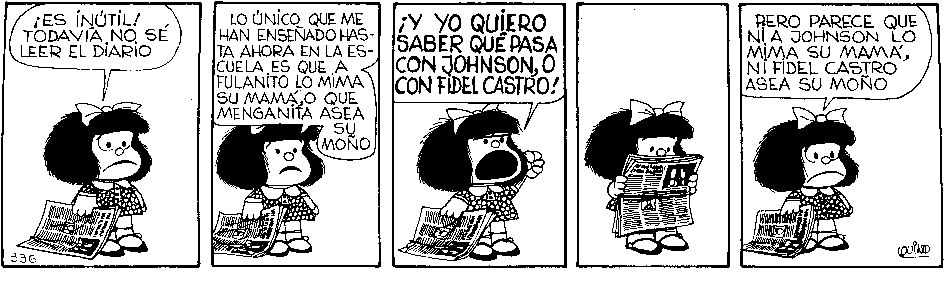 ¡ES INÚTIL!
TODAVÍA NO SÉ
LEER EL DIARIO
LO ÚNICO QUE ME
HAN ENSEÑADO HAS-
TA AHORA EN LA ES-
CUELA ES QUE A
FULANITO LO MIMA
SU MAMÁ, O QUE
MENGANITA ASEA
SU
MOÑO
¡Y YO QUIERO
SABER QUÉ PASA
CON JOHNSON, O
CON FIDEL CASTRO!
PERO PARECE QUE
NI A JOHNSON LO
MIMA SU MAMÁ,
NI FIDEL CASTRO
ASEA SU MOÑO
336
QUINO